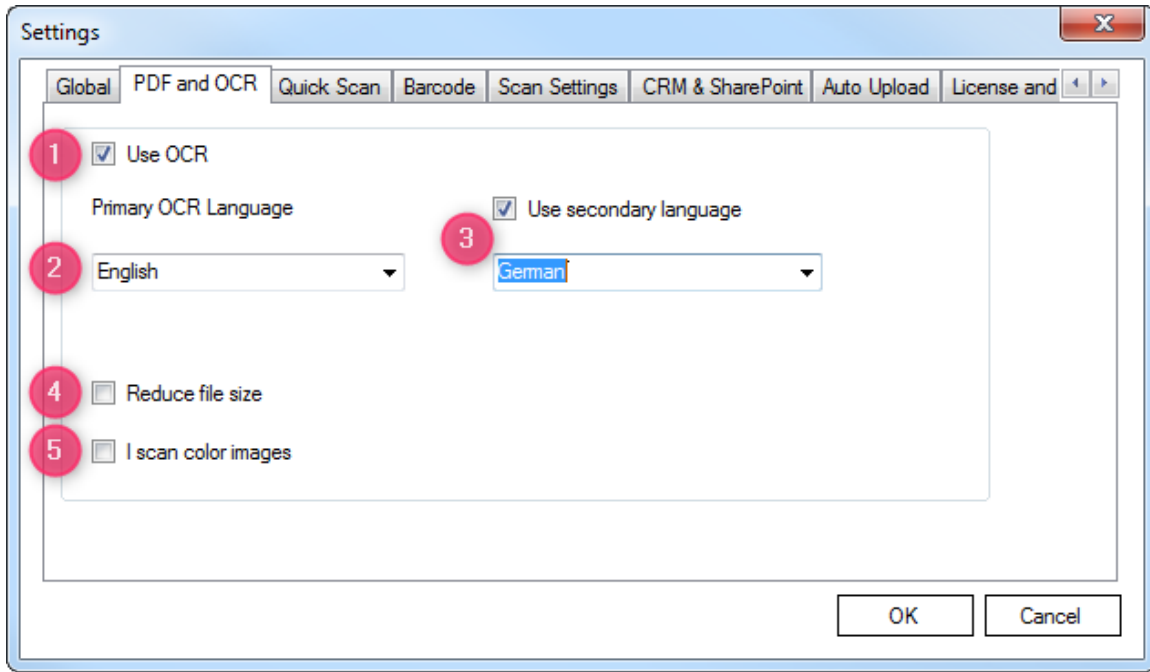 Settings
Global PDF and OCR Quick Scan Barcode Scan Settings CRM & SharePoint Auto Upload License and
1 Use OCR
Primary OCR Language Use secondary language
3
2 English German
4 Reduce file size
5 I scan color images
OK Cancel